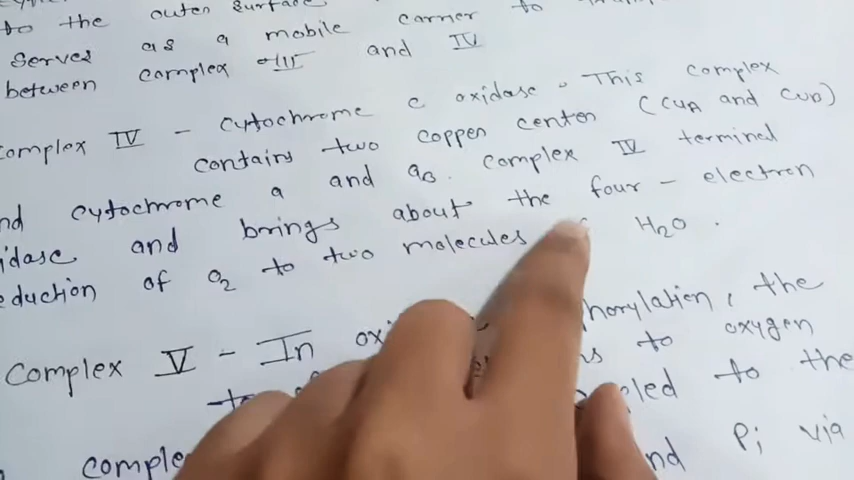 to the outer surface
Serves as a mobile carrier to
between complex III and IV
complex IV - cytochrome c oxidase. This complex
contains two copper center (CuA and CuB)
nd cytochrome a and a3. complex IV terminal
idase and brings about the four - electron
eduction of O2 to two molecules H2O.
Complex V - In ox phorylation, the
s to oxygen
to pled to the
comple nd Pi via